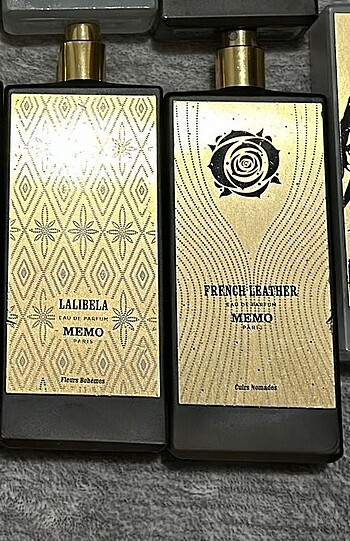 LALIBELA
EAU DE PARFUM
MEMO
PARIS
Fleurs Bohèmes
FRENCH LEATHER
EAU DE PARFUM
MEMO
PARIS
Cuirs Nomades